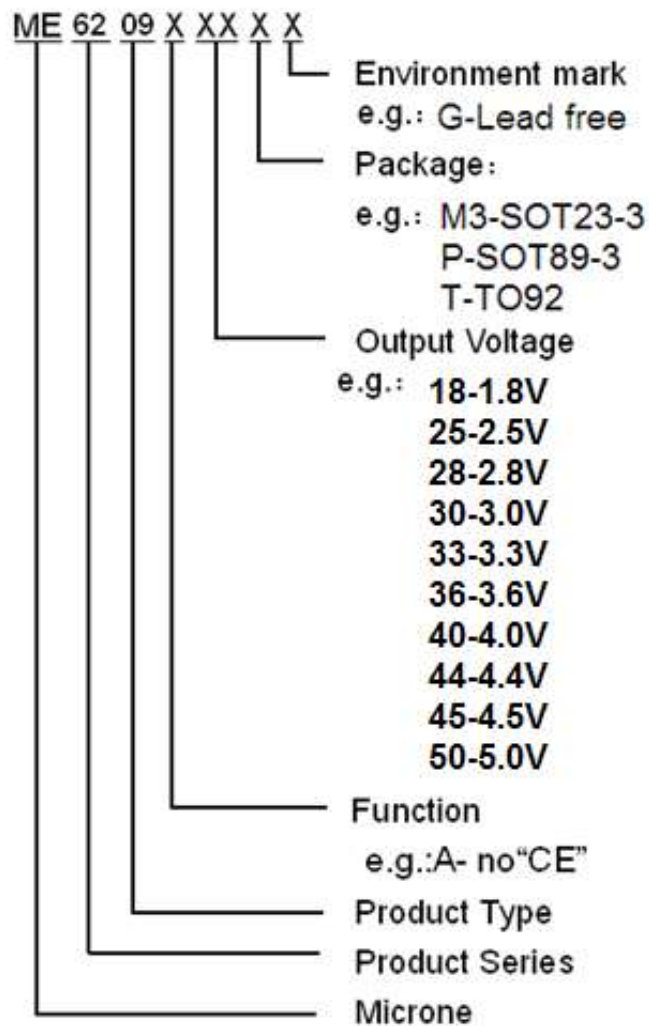 ME 62 09 X XX X X
Environment mark
e.g.: G-Lead free
Package:
e.g.: M3-SOT23-3
P-SOT89-3
T-TO92
Output Voltage
e.g.: 18-1.8V
25-2.5V
28-2.8V
30-3.0V
33-3.3V
36-3.6V
40-4.0V
44-4.4V
45-4.5V
50-5.0V
Function
e.g.:A- no“CE”
Product Type
Product Series
Microne